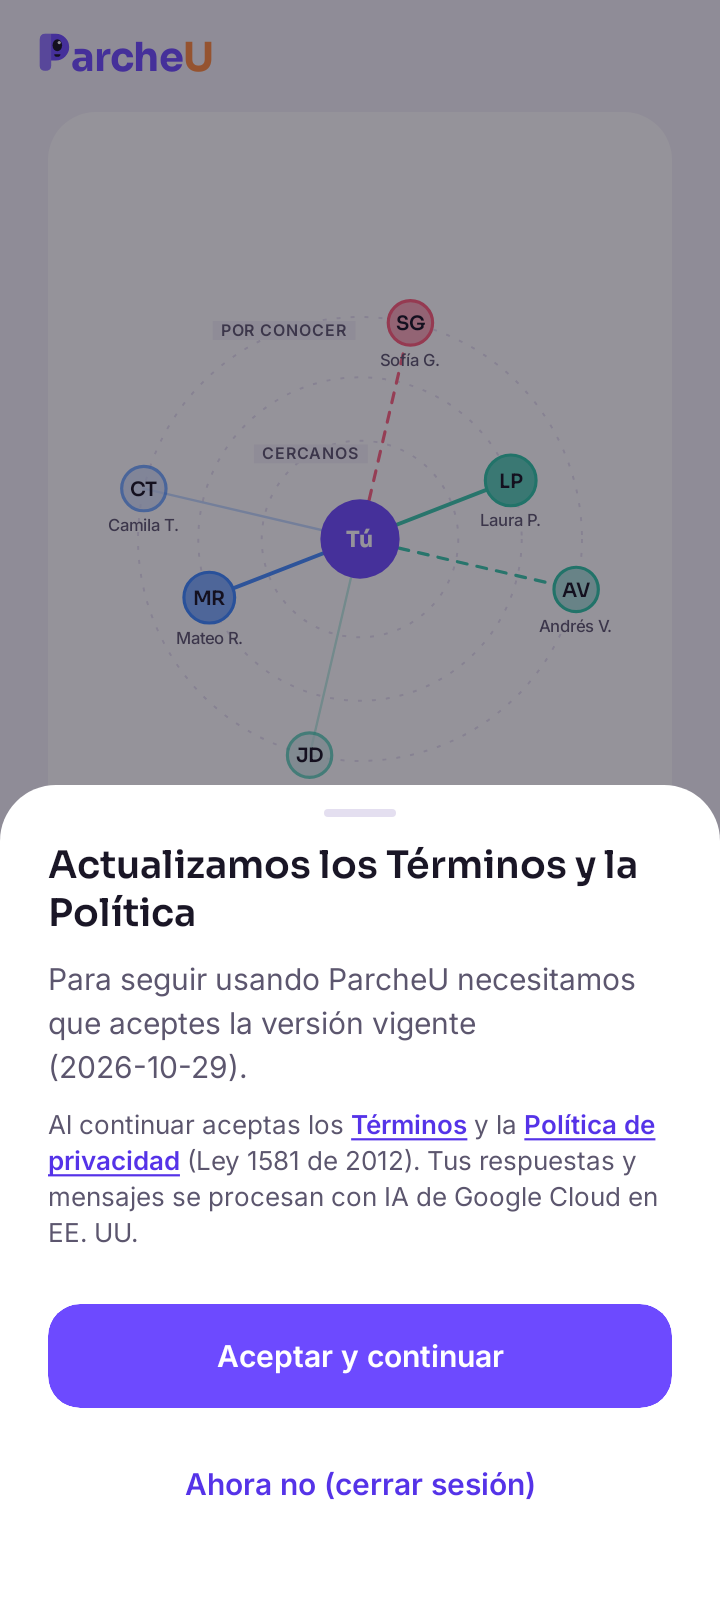 ParcheU
POR CONOCER
SG
Sofía G.
CERCANOS
CT
Camila T.
LP
Laura P.
Tú
MR
Mateo R.
AV
Andrés V.
JD
Actualizamos los Términos y la
Política
Para seguir usando ParcheU necesitamos
que aceptes la versión vigente
(2026-10-29).
Al continuar aceptas los Términos y la Política de
privacidad (Ley 1581 de 2012). Tus respuestas y
mensajes se procesan con IA de Google Cloud en
EE. UU.
Aceptar y continuar
Ahora no (cerrar sesión)